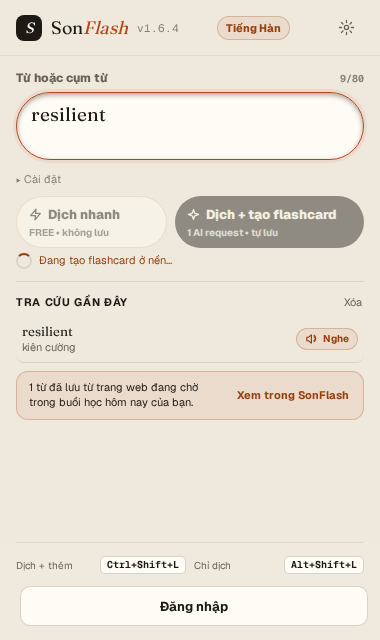 S SonFlash v1.6.4 Tiếng Hàn
Từ hoặc cụm từ 9/80
resilient
▸ Cài đặt
Dịch nhanh
FREE • không lưu
Dịch + tạo flashcard
1 AI request • tự lưu
Đang tạo flashcard ở nền…
TRA CỨU GẦN ĐÂY Xóa
resilient
kiên cường
Nghe
1 từ đã lưu từ trang web đang chờ
trong buổi học hôm nay của bạn.
Xem trong SonFlash
Dịch + thêm Ctrl+Shift+L Chỉ dịch Alt+Shift+L
Đăng nhập